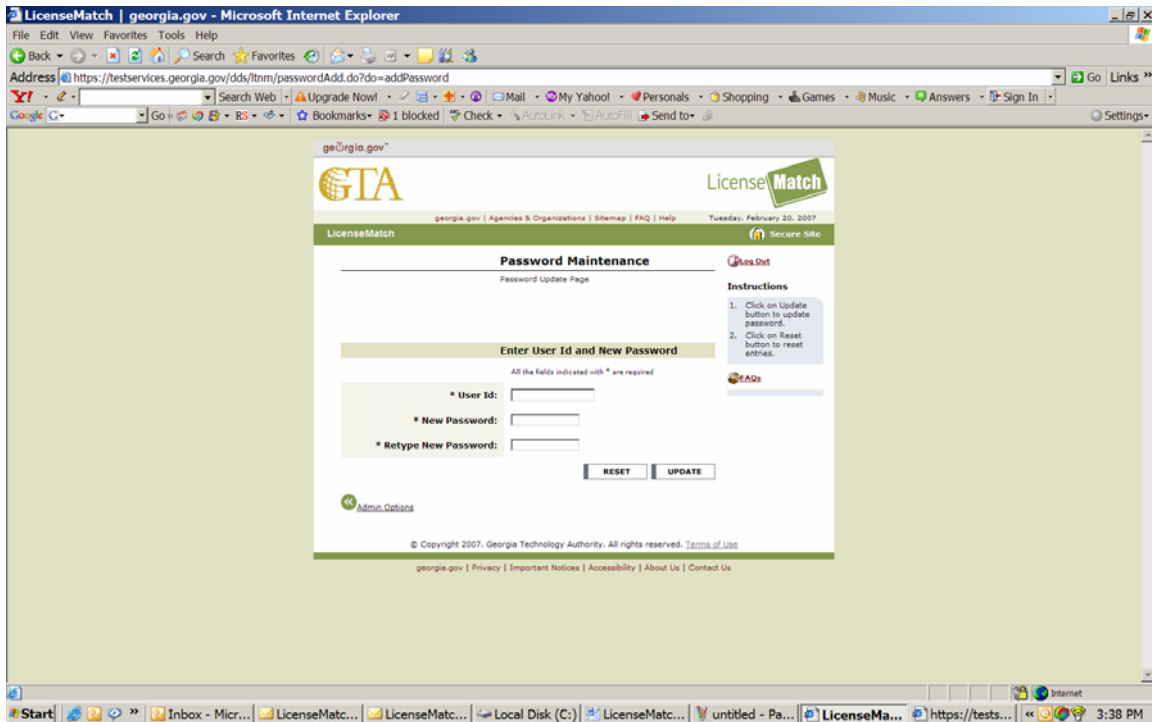 LicenseMatch | georgia.gov - Microsoft Internet Explorer
File Edit View Favorites Tools Help
Back Search Favorites
Address https://testservices.georgia.gov/dds/ltnm/passwordAdd.do?do=addPassword Go Links »
Y! Search Web Upgrade Now! Mail My Yahoo! Personals Shopping Games Music Answers Sign In
Google G Go RS Bookmarks 1 blocked Check AutoLink AutoFill Send to Settings
georgia.gov™
GTA
LicenseMatch
georgia.gov | Agencies & Organizations | Sitemap | FAQ | Help Tuesday, February 20, 2007
LicenseMatch Secure Site
Password Maintenance
Password Update Page
Log Out
Instructions
1. Click on Update
button to update
password.
2. Click on Reset
button to reset
entries.
FAQs
Enter User Id and New Password
All the fields indicated with * are required
* User Id:
* New Password:
* Retype New Password:
RESET UPDATE
Admin Options
© Copyright 2007. Georgia Technology Authority. All rights reserved. Terms of Use
georgia.gov | Privacy | Important Notices | Accessibility | About Us | Contact Us
Internet
Start » Inbox - Micr... LicenseMatc... LicenseMatc... Local Disk (C:) LicenseMatc... untitled - Pa... LicenseMa... https://tests... « 3:38 PM